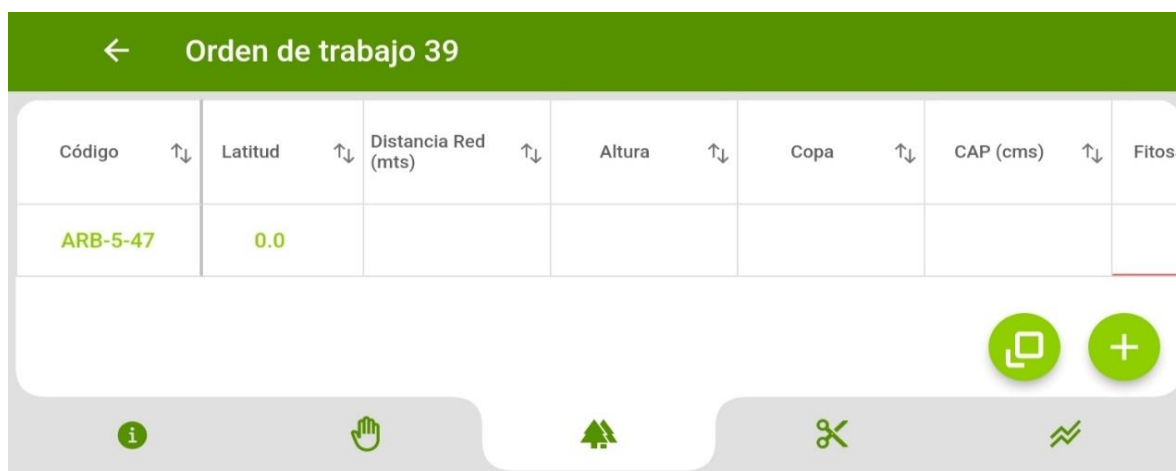 Orden de trabajo 39
Código
Latitud
Distancia Red
(mts)
Altura
Copa
CAP (cms)
Fitos
ARB-5-47
0.0